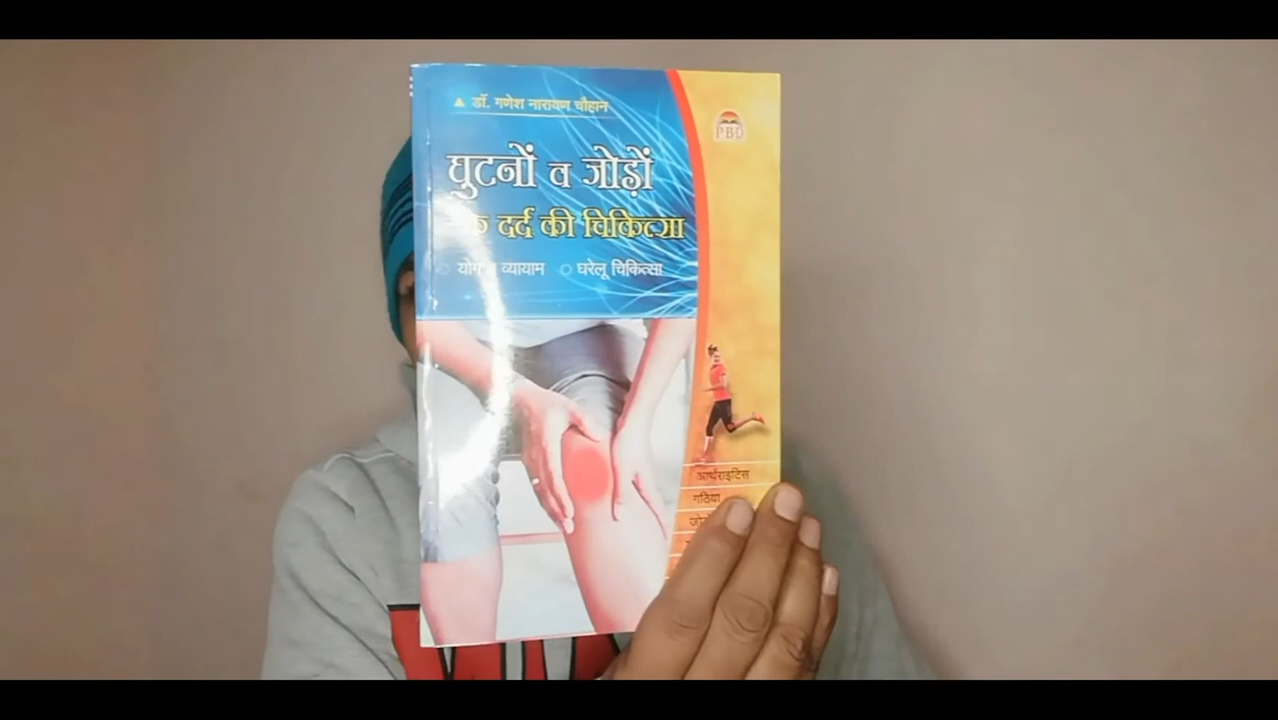 डॉ. गणेश नारायण चौहान
PBD
घुटनों व जोड़ों
दर्द की चिकित्सा
योग व्यायाम घरेलू चिकित्सा
आर्थराइटिस
गठिया